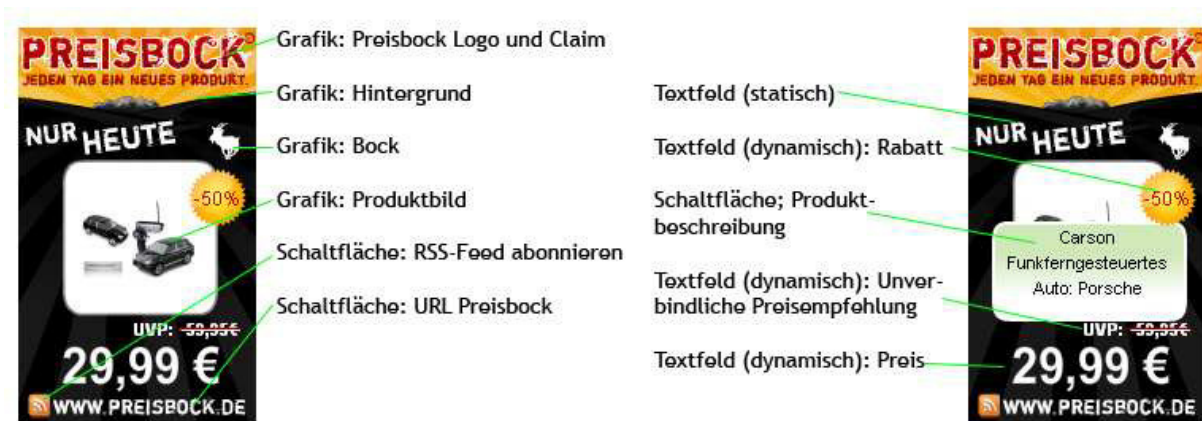 PREISBOCK
JEDEN TAG EIN NEUES PRODUKT.
NUR HEUTE
-50%
UVP: 59,95€
29,99 €
WWW.PREISBOCK.DE
Grafik: Preisbock Logo und Claim
Grafik: Hintergrund
Grafik: Bock
Grafik: Produktbild
Schaltfläche: RSS-Feed abonnieren
Schaltfläche: URL Preisbock
Textfeld (statisch)
Textfeld (dynamisch): Rabatt
Schaltfläche; Produkt-
beschreibung
Textfeld (dynamisch): Unver-
bindliche Preisempfehlung
Textfeld (dynamisch): Preis
PREISBOCK
JEDEN TAG EIN NEUES PRODUKT.
NUR HEUTE
-50%
Carson
Funkferngesteuertes
Auto: Porsche
UVP: 59,95€
29,99 €
WWW.PREISBOCK.DE